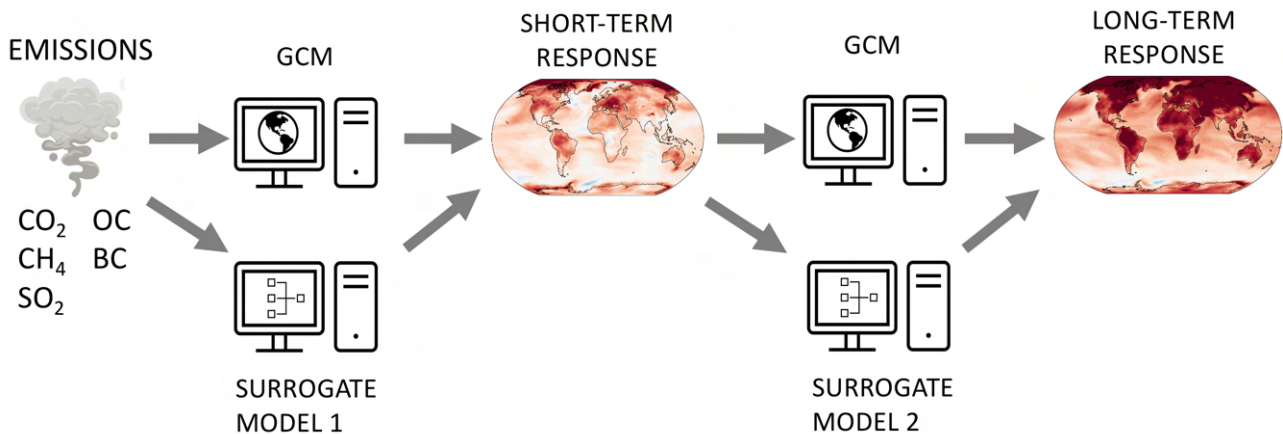 EMISSIONS
CO₂ OC
CH₄ BC
SO₂
GCM
SURROGATE
MODEL 1
SHORT-TERM
RESPONSE
GCM
SURROGATE
MODEL 2
LONG-TERM
RESPONSE